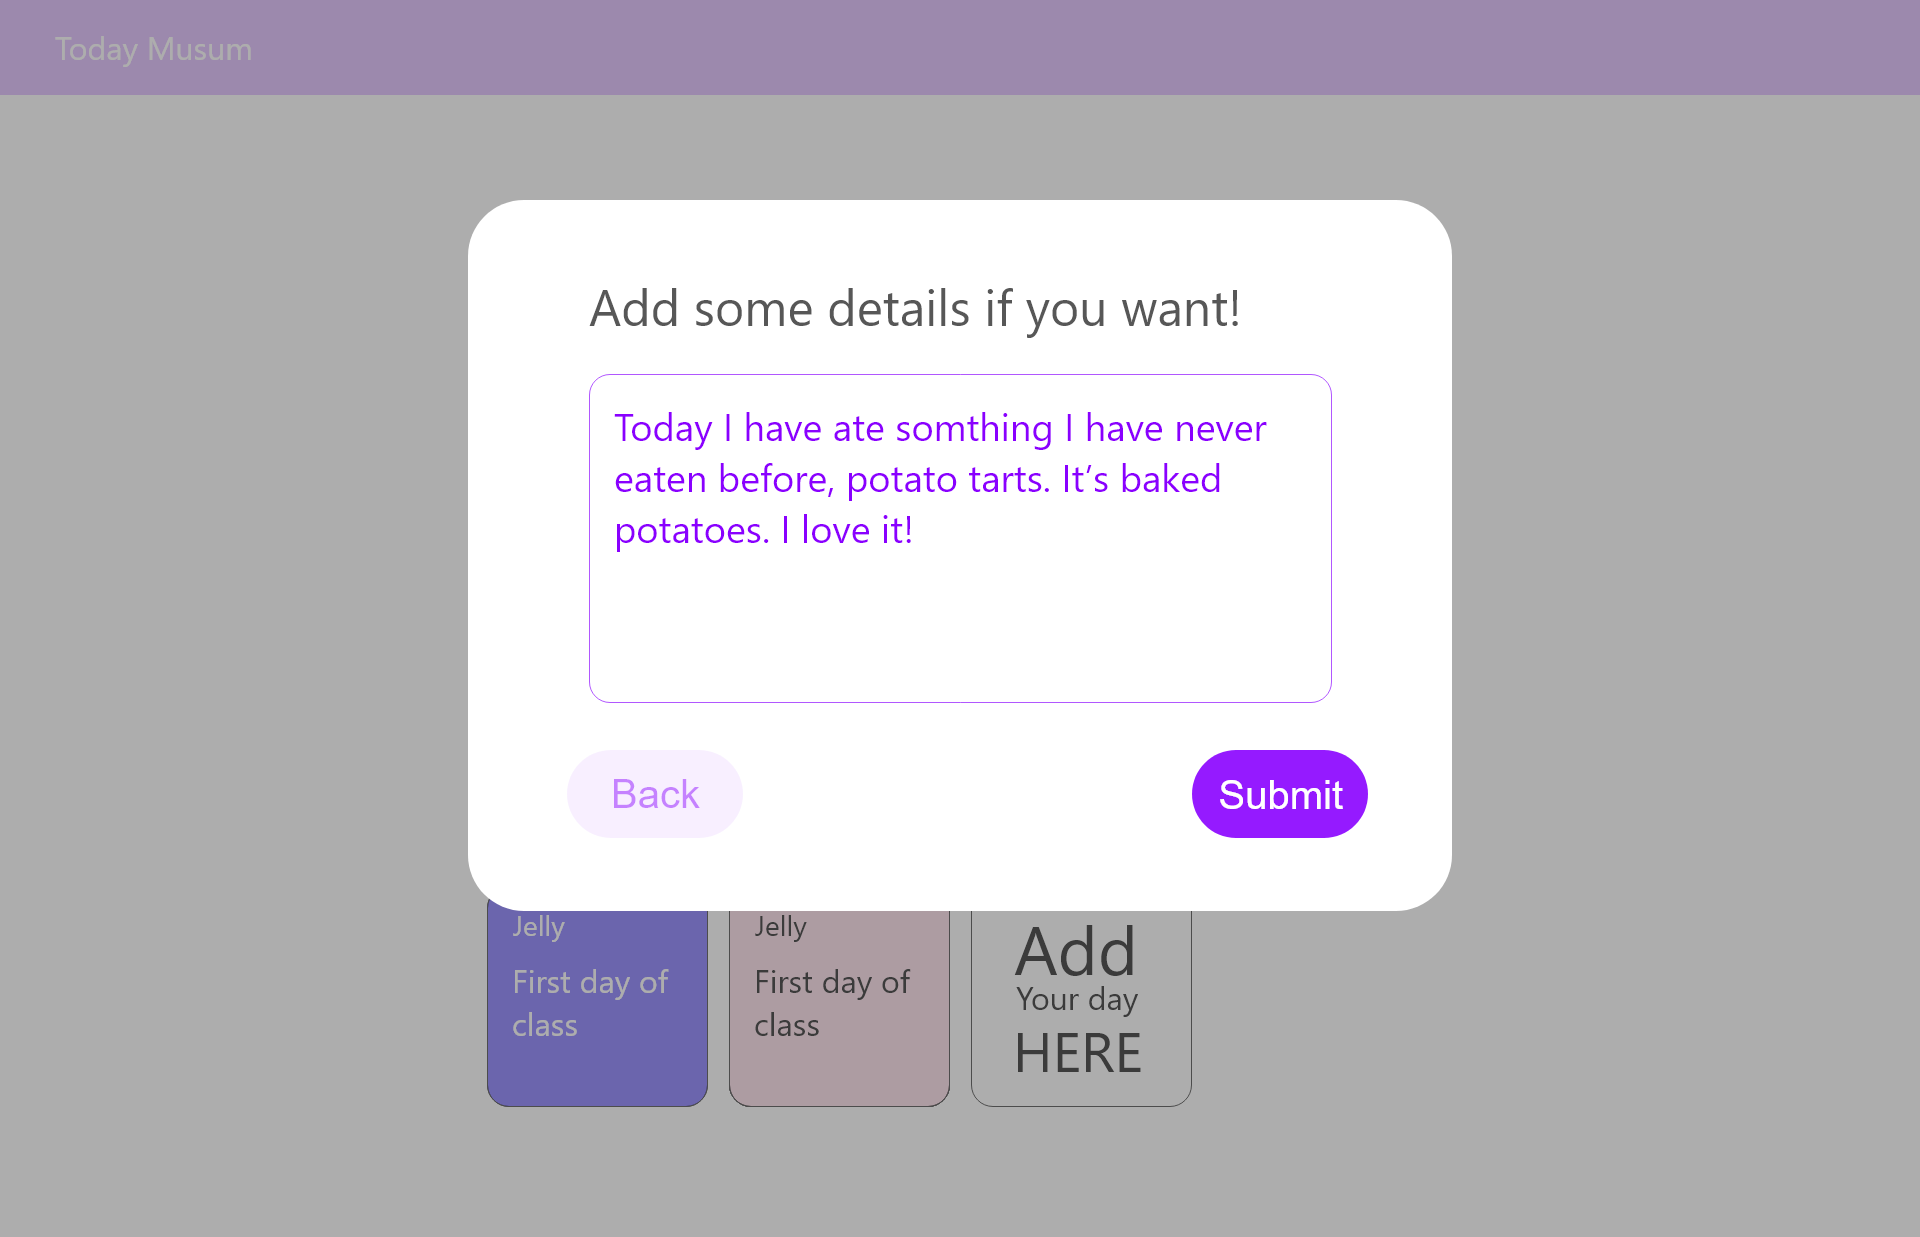 Today Musum
Add some details if you want!
Today I have ate somthing I have never
eaten before, potato tarts. It’s baked
potatoes. I love it!
Back
Submit
Jelly
First day of
class
Jelly
First day of
class
Add
Your day
HERE